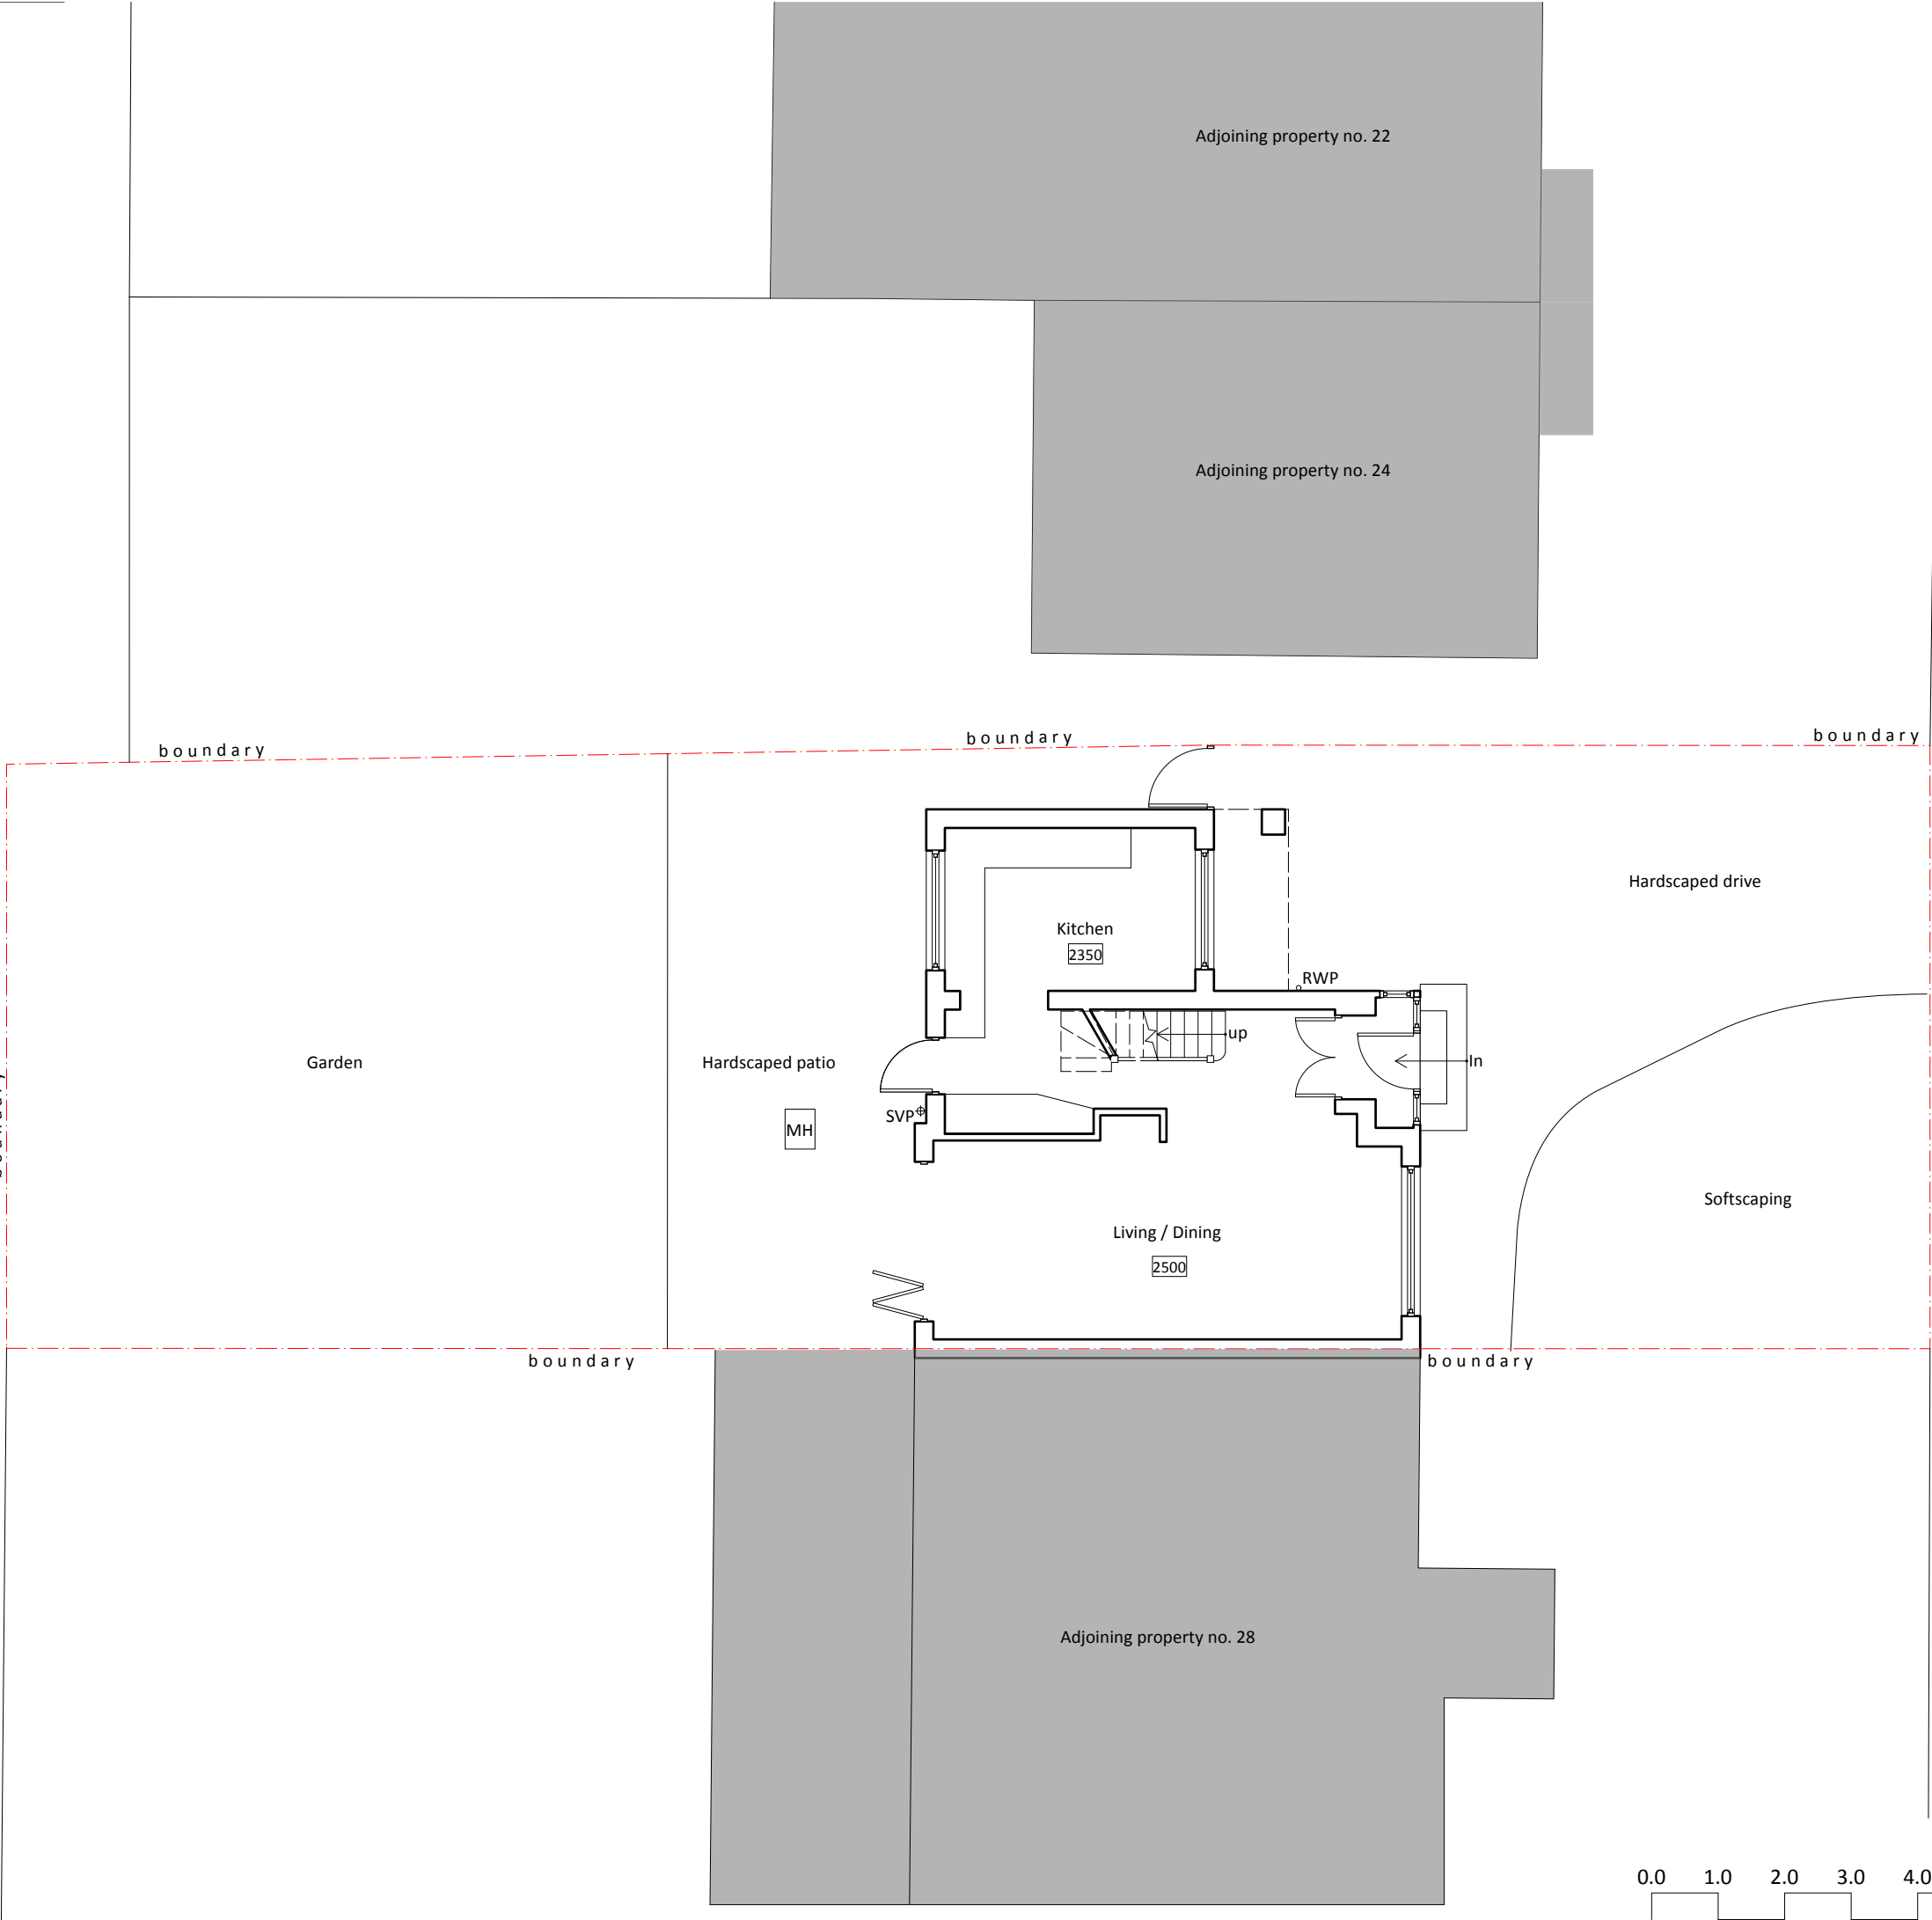 Adjoining property no. 22
Adjoining property no. 24
boundary
boundary
boundary
Hardscaped drive
Kitchen
2350
RWP
up
In
Garden
Hardscaped patio
SVP
MH
Softscaping
Living / Dining
2500
boundary
boundary
Adjoining property no. 28
0.0 1.0 2.0 3.0 4.0